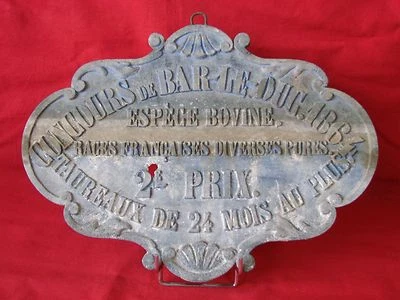 CONCOURS DE BAR-LE-DUC. 1864
ESPÈCE BOVINE.
RACES FRANÇAISES DIVERSES PURES.
2E PRIX.
TAUREAUX DE 24 MOIS AU PLUS.